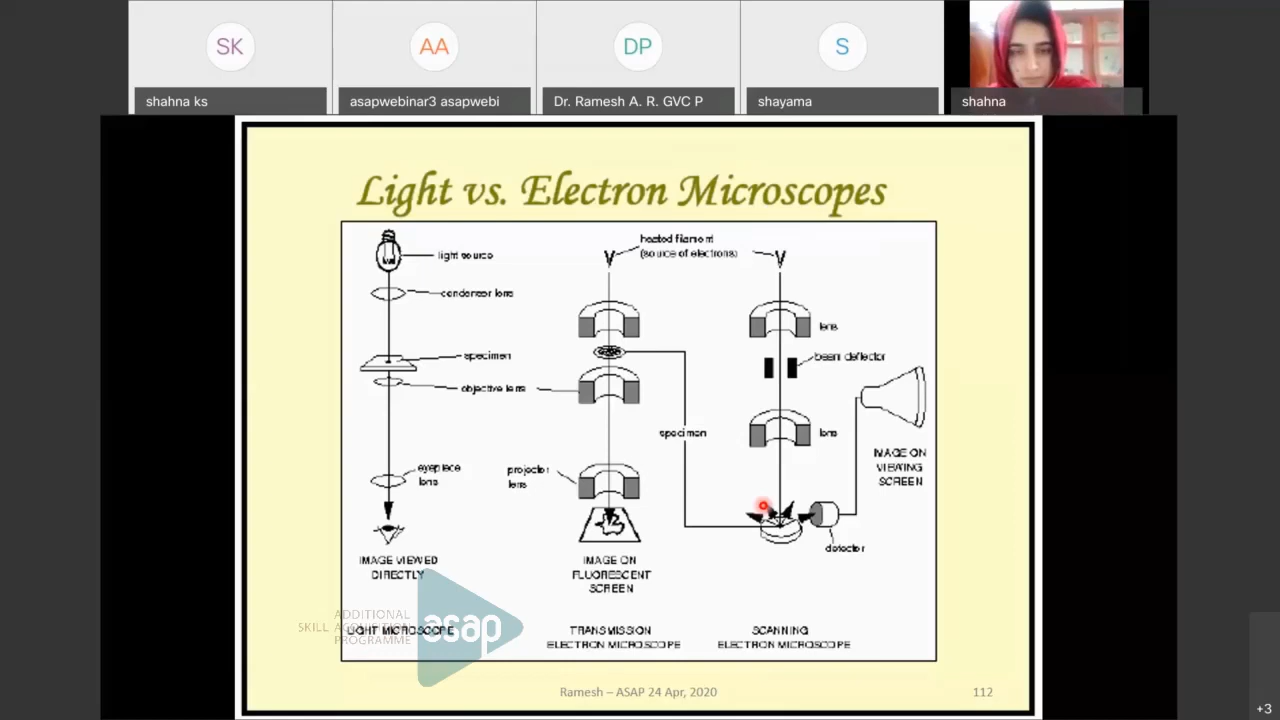 SK
AA
DP
S
shahna ks
asapwebinar3 asapwebi
Dr. Ramesh A. R. GVC P
shayama
shahna
Light vs. Electron Microscopes
light source
condenser lens
specimen
objective lens
eyepiece
lens
IMAGE VIEWED
DIRECTLY
LIGHT MICROSCOPE
heated filament
(source of electrons)
projector
lens
specimen
IMAGE ON
FLUORESCENT
SCREEN
TRANSMISSION
ELECTRON MICROSCOPE
lens
beam deflector
lens
IMAGE ON
VIEWING
SCREEN
detector
SCANNING
ELECTRON MICROSCOPE
ADDITIONAL
SKILL ACQUISITION
PROGRAMME
asap
Ramesh – ASAP 24 Apr, 2020
112
+3